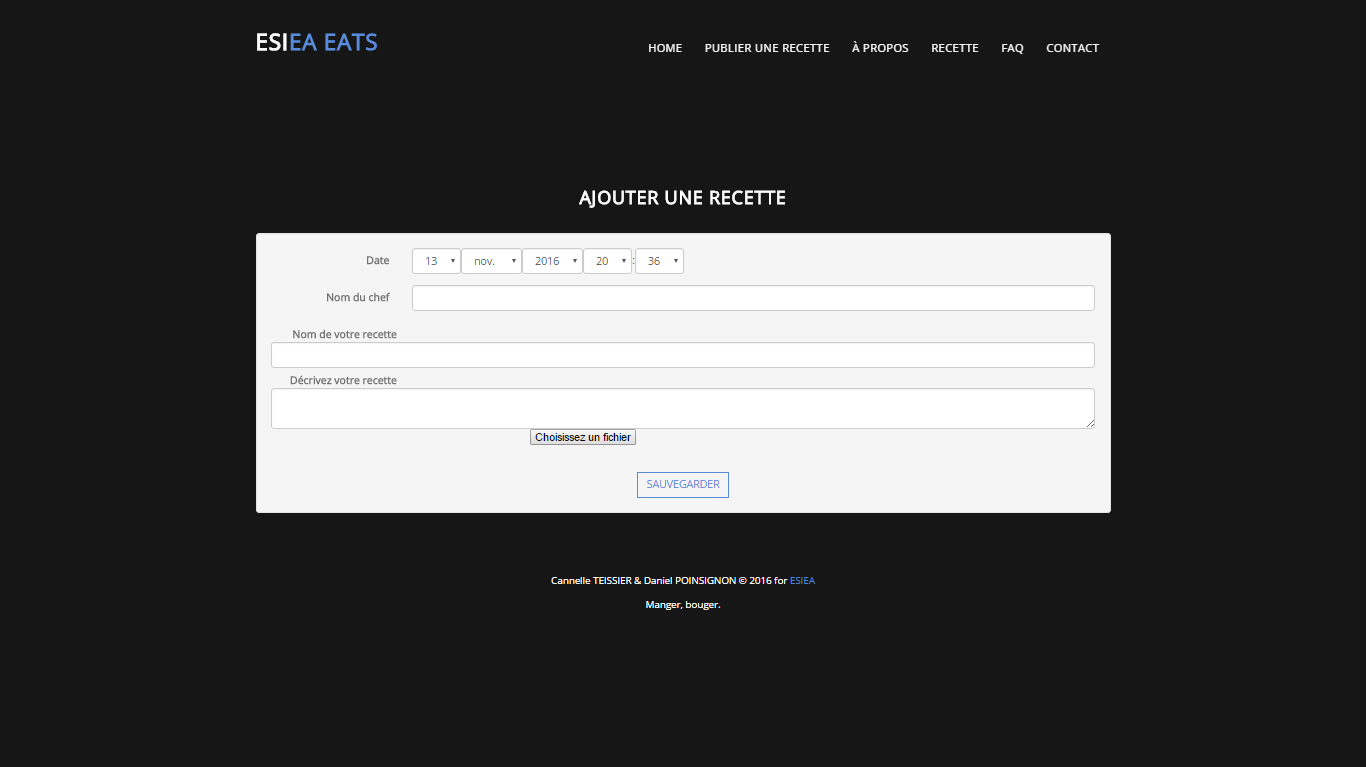 ESIEA EATS
HOME PUBLIER UNE RECETTE À PROPOS RECETTE FAQ CONTACT
AJOUTER UNE RECETTE
Date 13 nov. 2016 20 : 36
Nom du chef
Nom de votre recette
Décrivez votre recette
Choisissez un fichier
SAUVEGARDER
Cannelle TEISSIER & Daniel POINSIGNON © 2016 for ESIEA
Manger, bouger.